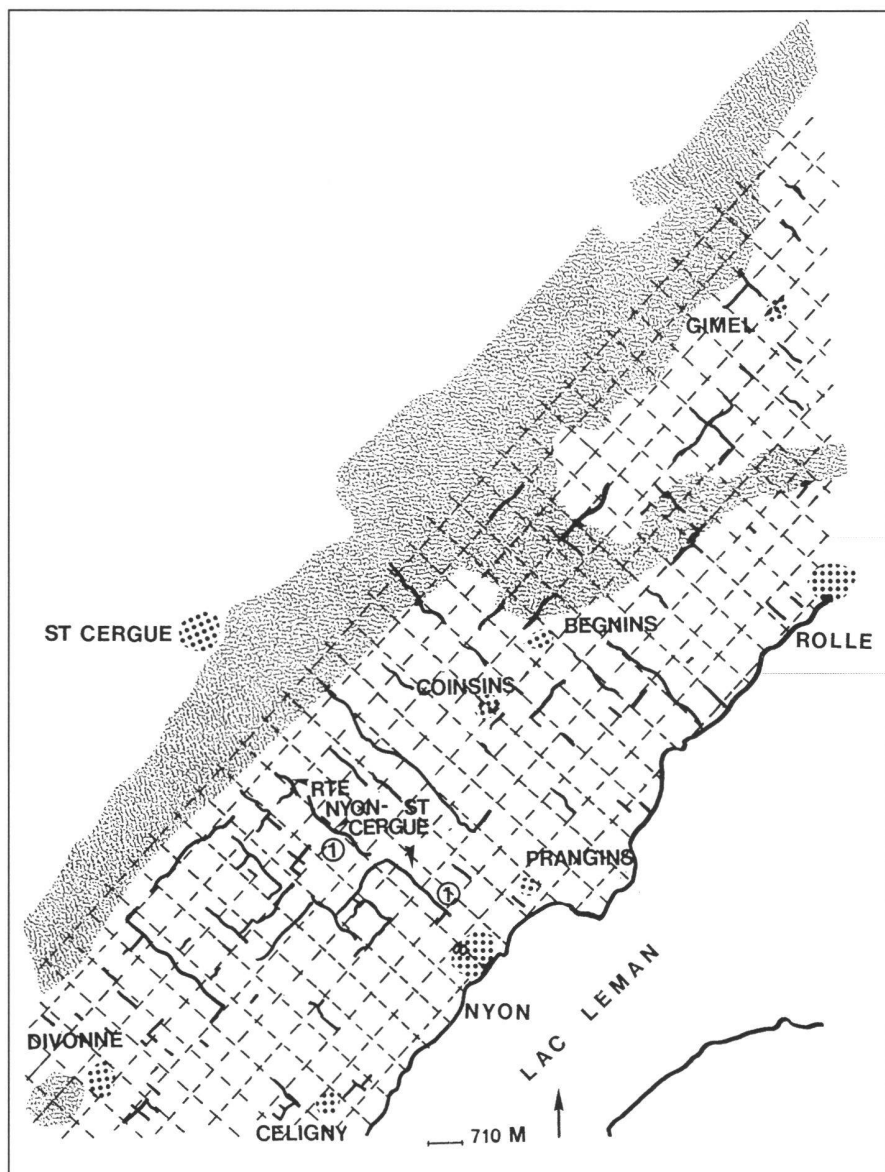 GIMEL
BEGNINS
ST CERGUE
ROLLE
COINSINS
RTE
NYON- ST
CERGUE
1
PRANGINS
1
NYON
LAC LEMAN
DIVONNE
CELIGNY
710 M